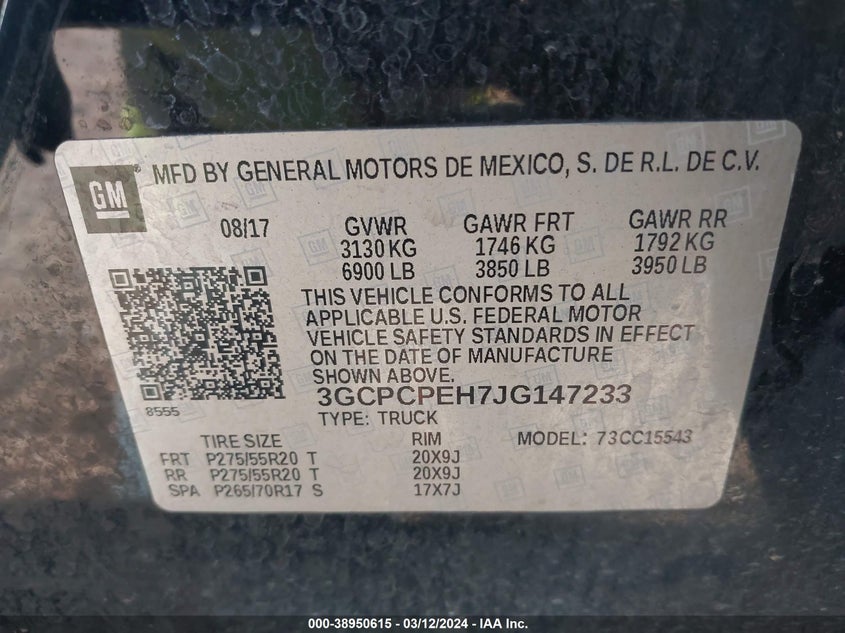 GM
MFD BY GENERAL MOTORS DE MEXICO, S. DE R.L. DE C.V.
08/17 GVWR GAWR FRT GAWR RR
3130 KG 1746 KG 1792 KG
6900 LB 3850 LB 3950 LB
THIS VEHICLE CONFORMS TO ALL
APPLICABLE U.S. FEDERAL MOTOR
VEHICLE SAFETY STANDARDS IN EFFECT
ON THE DATE OF MANUFACTURE
SHOWN ABOVE.
3GCPCPEH7JG147233
8555
TYPE: TRUCK
TIRE SIZE RIM MODEL: 73CC15543
FRT P275/55R20 T 20X9J
RR P275/55R20 T 20X9J
SPA P265/70R17 S 17X7J
000-38950615 - 03/12/2024 - IAA Inc.